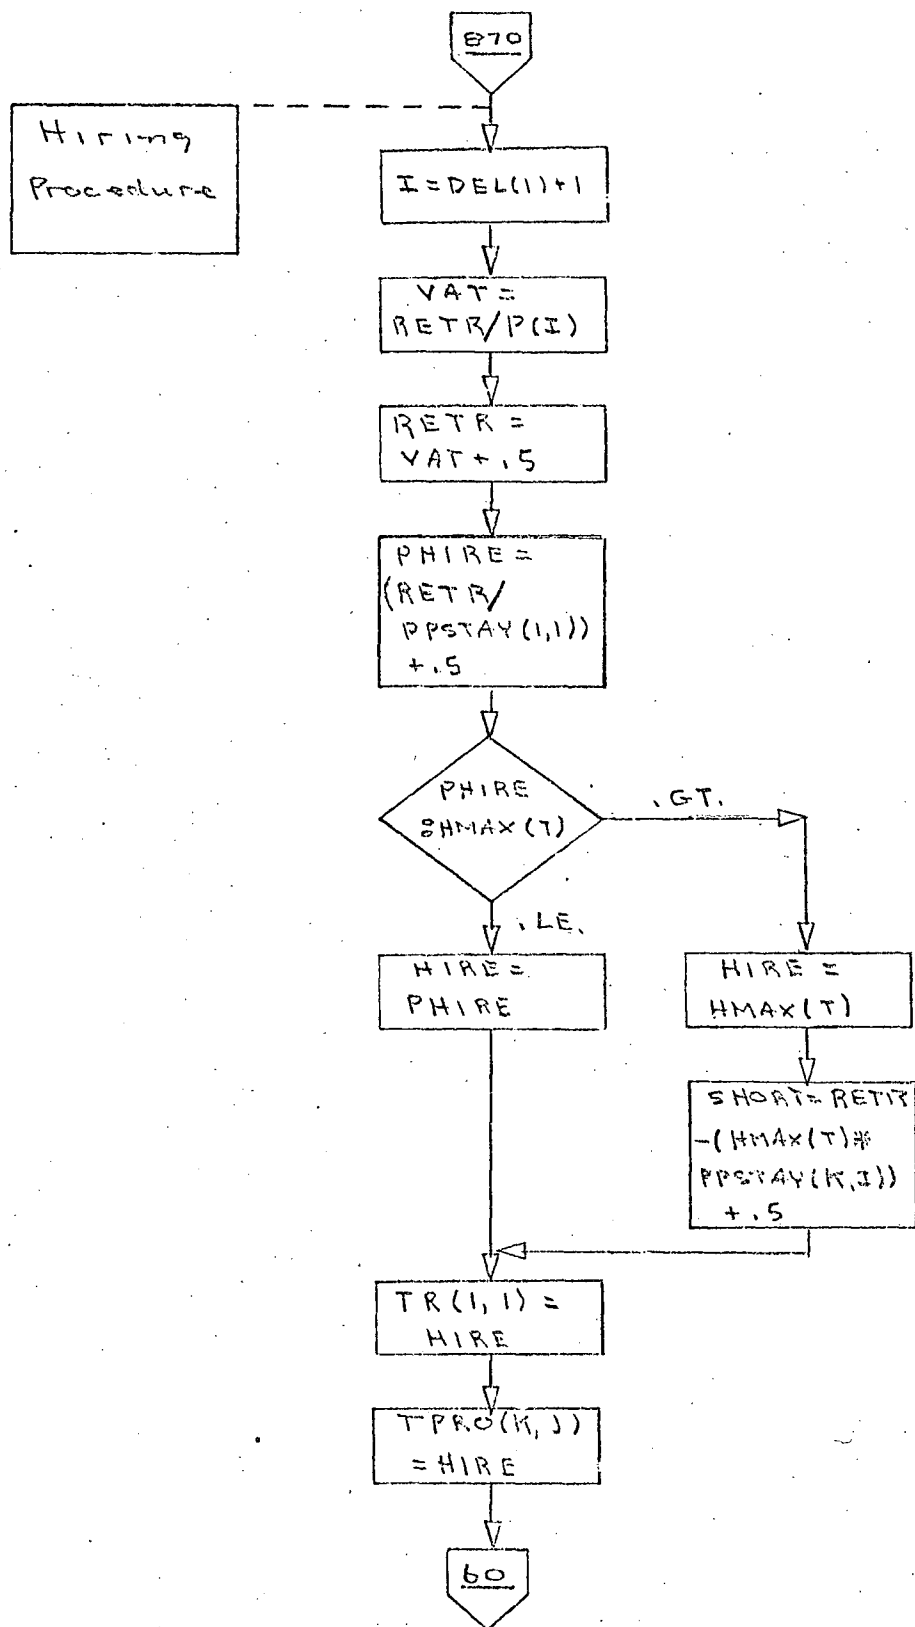 870
Hiring
Procedure
I=DEL(1)+1
VAT=
RETR/P(I)
RETR=
VAT+.5
PHIRE=
(RETR/
PPSTAY(1,1))
+.5
PHIRE
:HMAX(T)
.GT.
.LE.
HIRE=
PHIRE
HIRE=
HMAX(T)
SHORT=RETR
-(HMAX(T)*
PPSTAY(K,I))
+.5
TR(1,1)=
HIRE
TPRO(K,J)
=HIRE
60